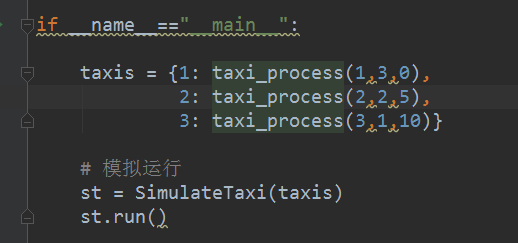 if __name__=="__main__":
taxis = {1: taxi_process(1,3,0),
2: taxi_process(2,2,5),
3: taxi_process(3,1,10)}
# 模拟运行
st = SimulateTaxi(taxis)
st.run()